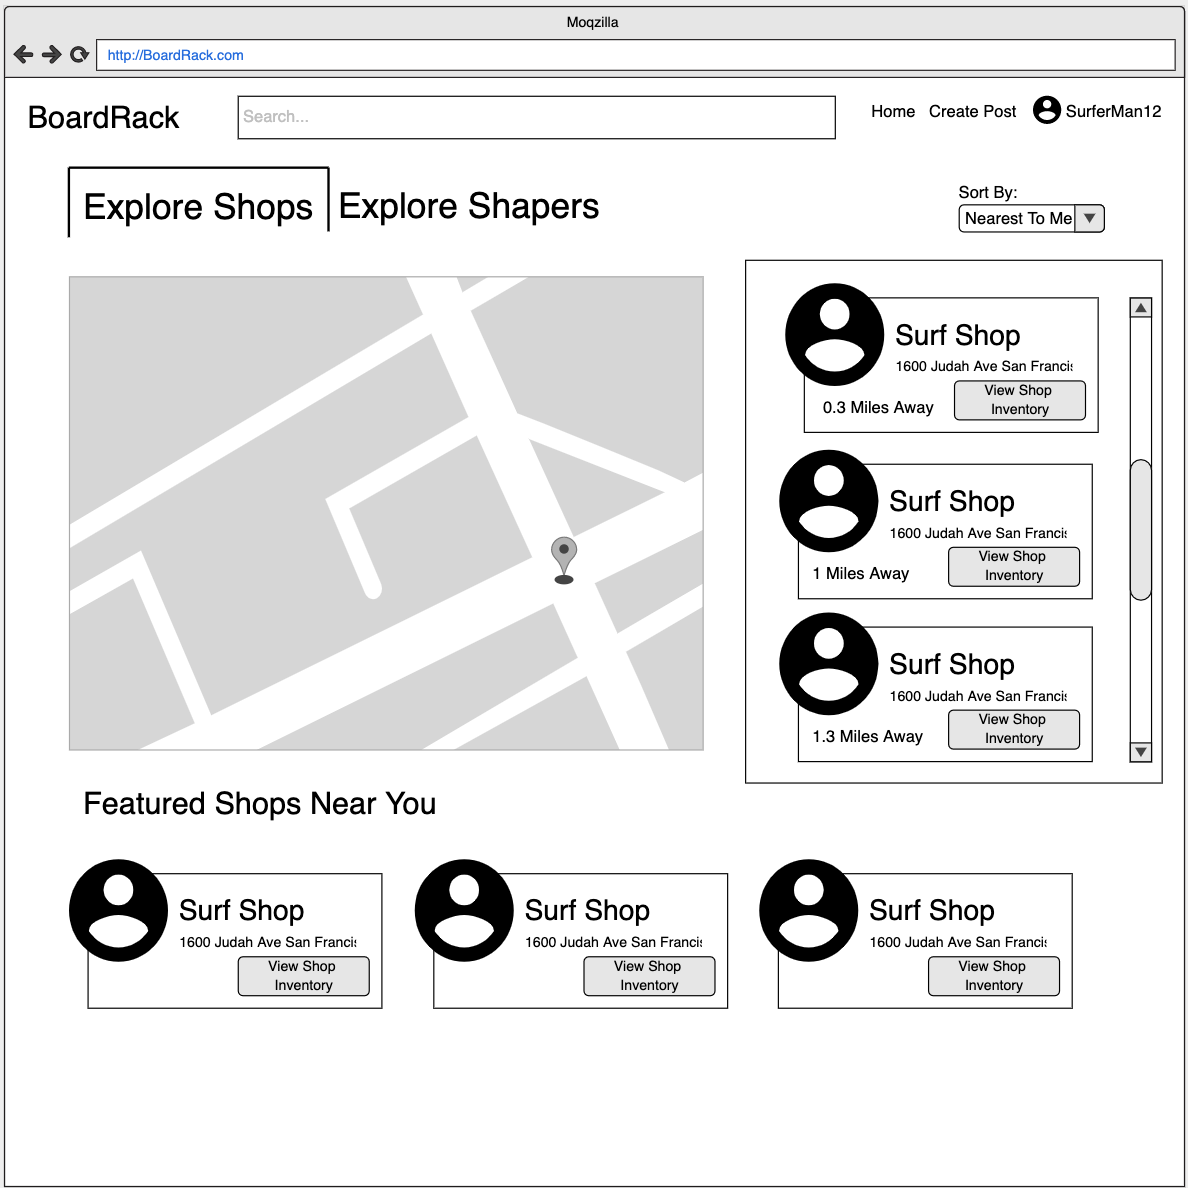 Moqzilla
http://BoardRack.com
BoardRack
Search...
Home
Create Post
SurferMan12
Explore Shops
Explore Shapers
Sort By:
Nearest To Me
Surf Shop
1600 Judah Ave San Francis
0.3 Miles Away
View Shop
Inventory
Surf Shop
1600 Judah Ave San Francis
1 Miles Away
View Shop
Inventory
Surf Shop
1600 Judah Ave San Francis
1.3 Miles Away
View Shop
Inventory
Featured Shops Near You
Surf Shop
1600 Judah Ave San Francis
View Shop
Inventory
Surf Shop
1600 Judah Ave San Francis
View Shop
Inventory
Surf Shop
1600 Judah Ave San Francis
View Shop
Inventory